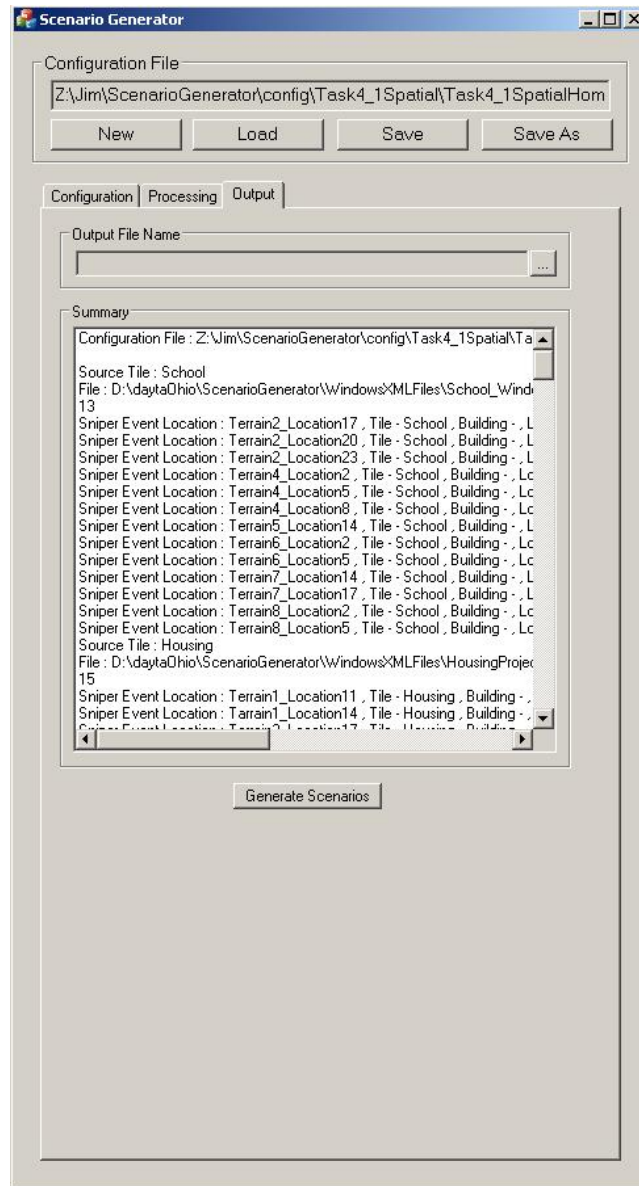 Scenario Generator
Configuration File
Z:\Jim\ScenarioGenerator\config\Task4_1Spatial\Task4_1SpatialHom
New Load Save Save As
Configuration Processing Output
Output File Name
...
Summary
Configuration File : Z:\Jim\ScenarioGenerator\config\Task4_1Spatial\Ta
Source Tile : School
File : D:\daytaOhio\ScenarioGenerator\WindowsXMLFiles\School_Windo
13
Sniper Event Location : Terrain2_Location17 , Tile - School , Building - , L
Sniper Event Location : Terrain2_Location20 , Tile - School , Building - , L
Sniper Event Location : Terrain2_Location23 , Tile - School , Building - , L
Sniper Event Location : Terrain4_Location2 , Tile - School , Building - , Lo
Sniper Event Location : Terrain4_Location5 , Tile - School , Building - , Lo
Sniper Event Location : Terrain4_Location8 , Tile - School , Building - , Lo
Sniper Event Location : Terrain5_Location14 , Tile - School , Building - , L
Sniper Event Location : Terrain6_Location2 , Tile - School , Building - , Lo
Sniper Event Location : Terrain6_Location5 , Tile - School , Building - , Lo
Sniper Event Location : Terrain7_Location14 , Tile - School , Building - , L
Sniper Event Location : Terrain7_Location17 , Tile - School , Building - , L
Sniper Event Location : Terrain8_Location2 , Tile - School , Building - , Lo
Sniper Event Location : Terrain8_Location5 , Tile - School , Building - , Lo
Source Tile : Housing
File : D:\daytaOhio\ScenarioGenerator\WindowsXMLFiles\HousingProjec
15
Sniper Event Location : Terrain1_Location11 , Tile - Housing , Building - ,
Sniper Event Location : Tarrain1_Location14 , Tile - Housing , Building - ,
Generate Scenarios